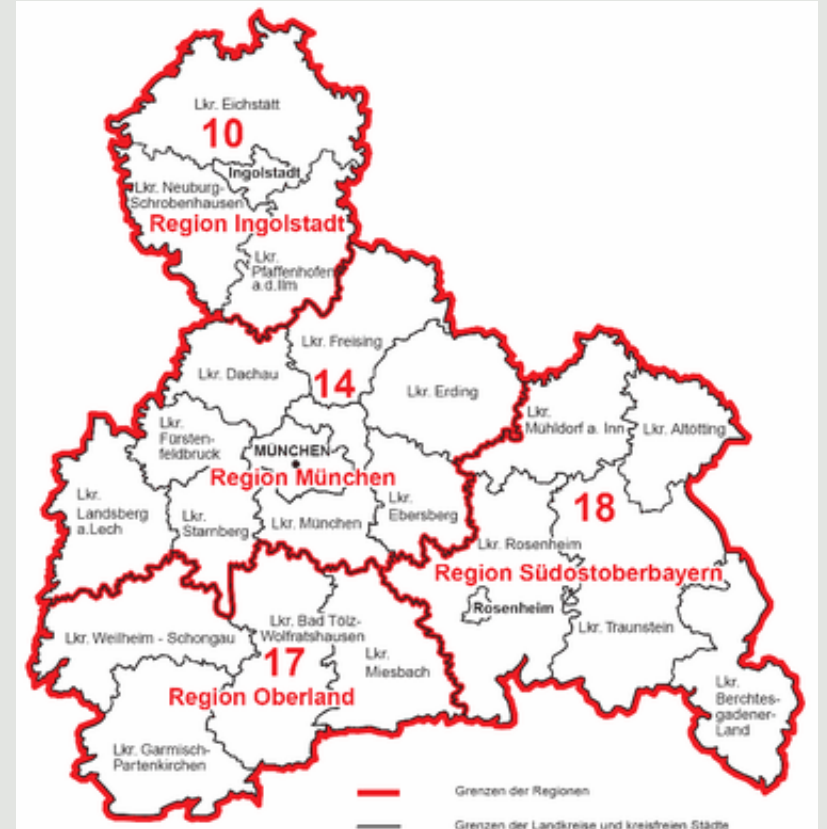 Lkr. Eichstätt
10
Ingolstadt
Lkr. Neuburg-
Schrobenhausen
Region Ingolstadt
Lkr.
Pfaffenhofen
a.d.Ilm
Lkr. Freising
Lkr. Dachau
14
Lkr. Erding
Lkr.
Mühldorf a. Inn
Lkr. Altötting
Lkr.
Fürsten-
feldbruck
MÜNCHEN
Region München
Lkr.
Landsberg
a.Lech
Lkr.
Starnberg
Lkr. München
Lkr.
Ebersberg
18
Lkr. Rosenheim
Region Südostoberbayern
Rosenheim
Lkr. Traunstein
Lkr. Bad Tölz-
Wolfratshausen
Lkr. Weilheim - Schongau
17
Lkr.
Miesbach
Region Oberland
Lkr.
Berchtes-
gadener-
Land
Lkr. Garmisch-
Partenkirchen
Grenzen der Regionen
Grenzen der Landkreise und kreisfreien Städte